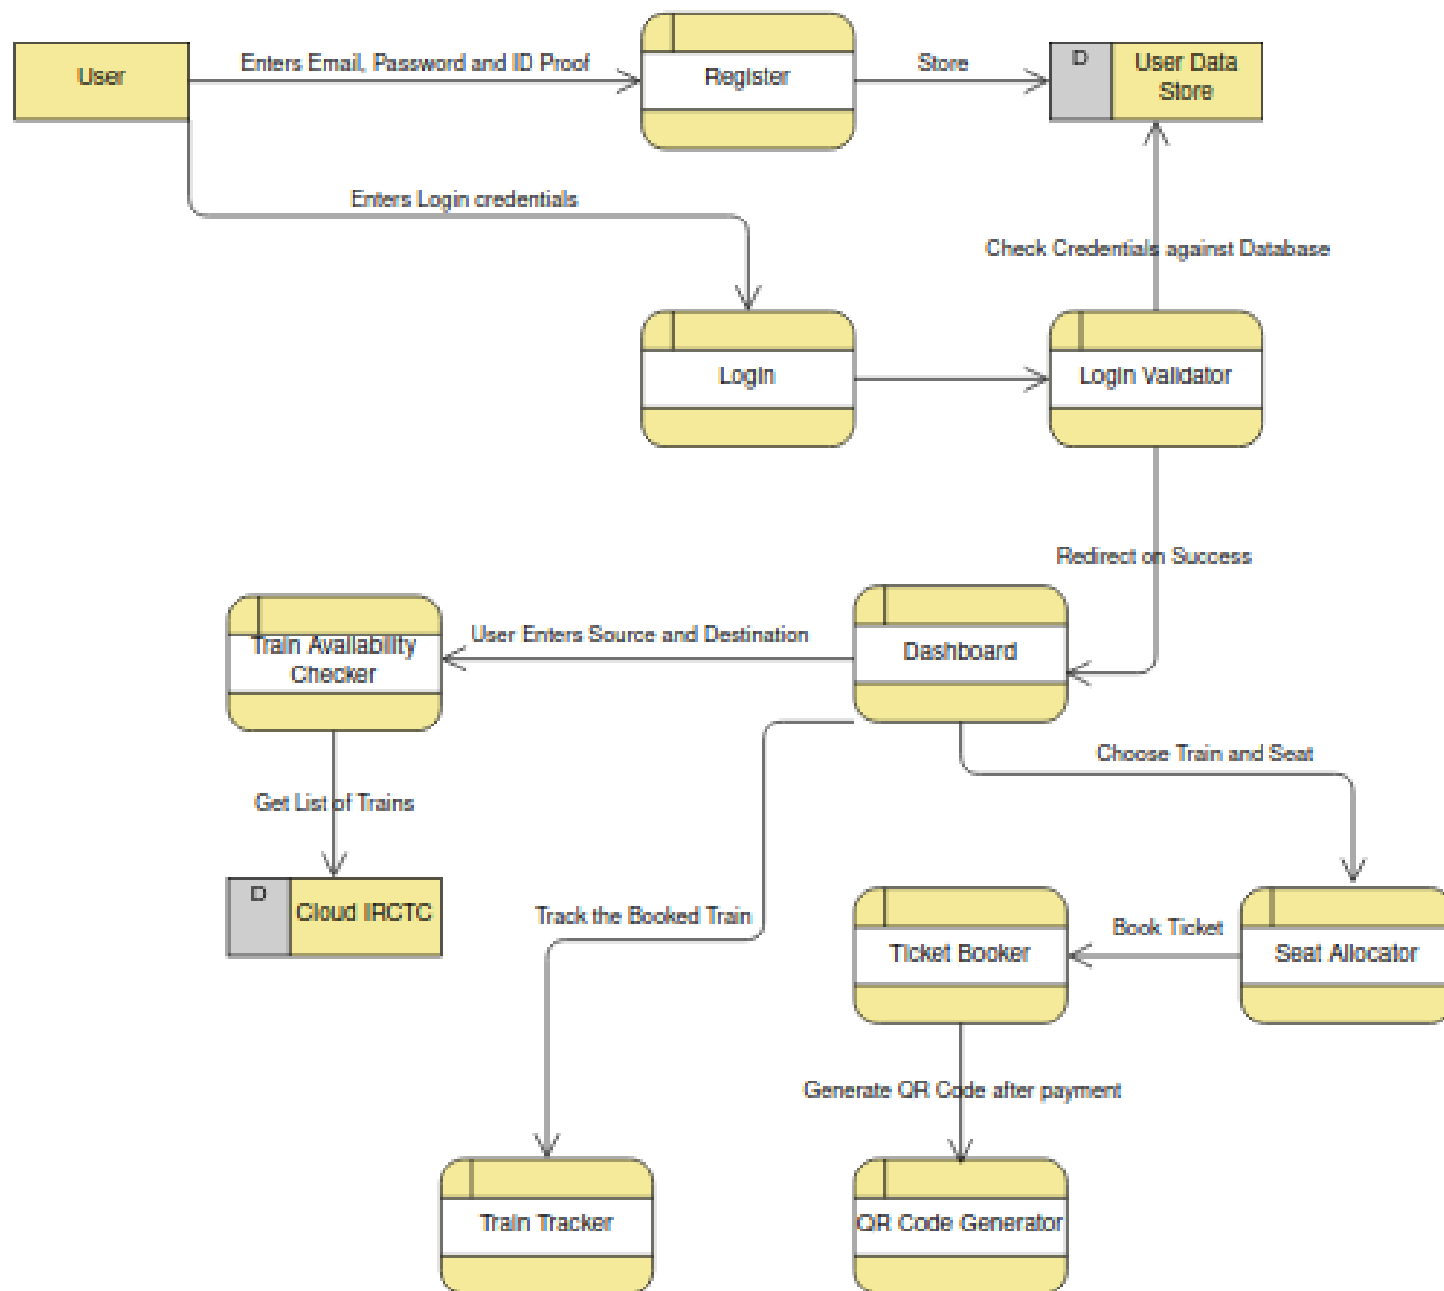 User
Enters Email, Password and ID Proof
Register
Store
D
User Data
Store
Enters Login credentials
Check Credentials against Database
Login
Login Validator
Redirect on Success
Train Availability
Checker
User Enters Source and Destination
Dashboard
Choose Train and Seat
Get List of Trains
D
Cloud IRCTC
Track the Booked Train
Ticket Booker
Book Ticket
Seat Allocator
Generate QR Code after payment
Train Tracker
QR Code Generator